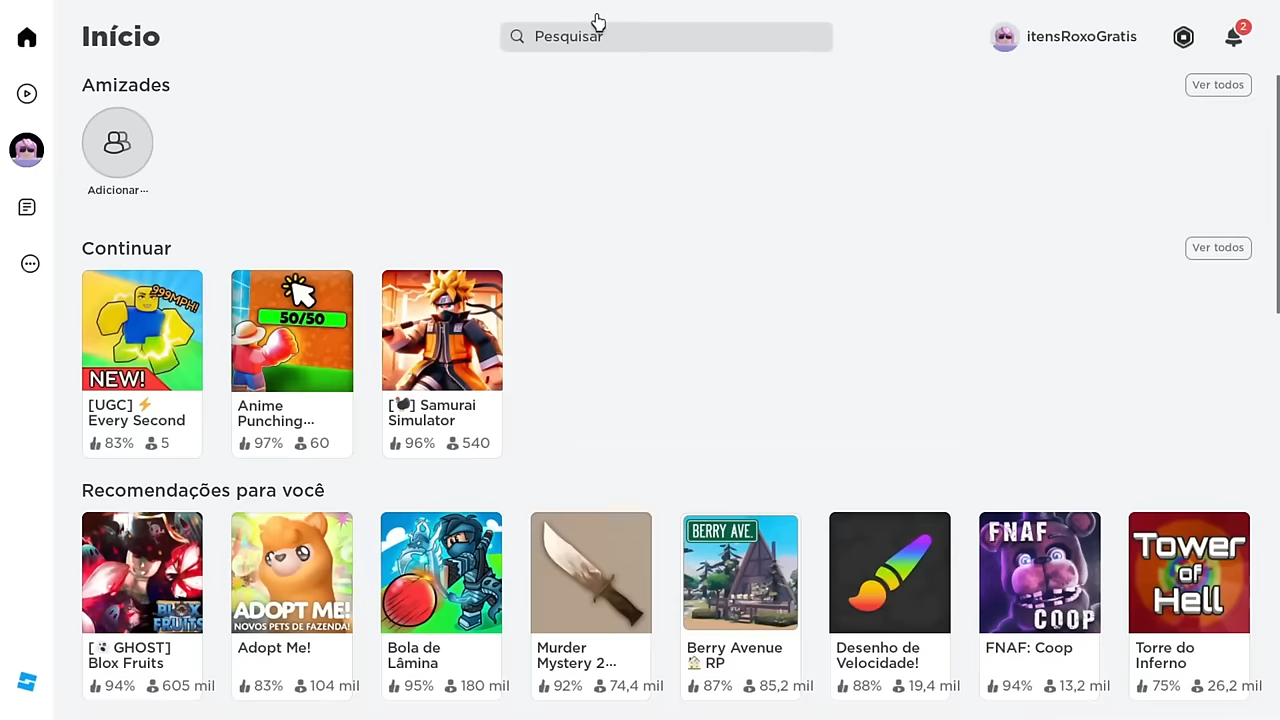 Início
Pesquisar
itensRoxoGratis
2
Amizades
Ver todos
Adicionar...
Continuar
Ver todos
999MPH!
NEW!
50/50
[UGC] ⚡
Every Second
83% 5
Anime
Punching...
97% 60
[🐦‍⬛] Samurai
Simulator
96% 540
Recomendações para você
BLOX
FRUITS
ADOPT ME!
NOVOS PETS DE FAZENDA!
BERRY AVE.
FNAF
COOP
Tower
of
Hell
[👻 GHOST]
Blox Fruits
94% 605 mil
Adopt Me!
83% 104 mil
Bola de
Lâmina
95% 180 mil
Murder
Mystery 2...
92% 74,4 mil
Berry Avenue
🏠 RP
87% 85,2 mil
Desenho de
Velocidade!
88% 19,4 mil
FNAF: Coop
94% 13,2 mil
Torre do
Inferno
75% 26,2 mil